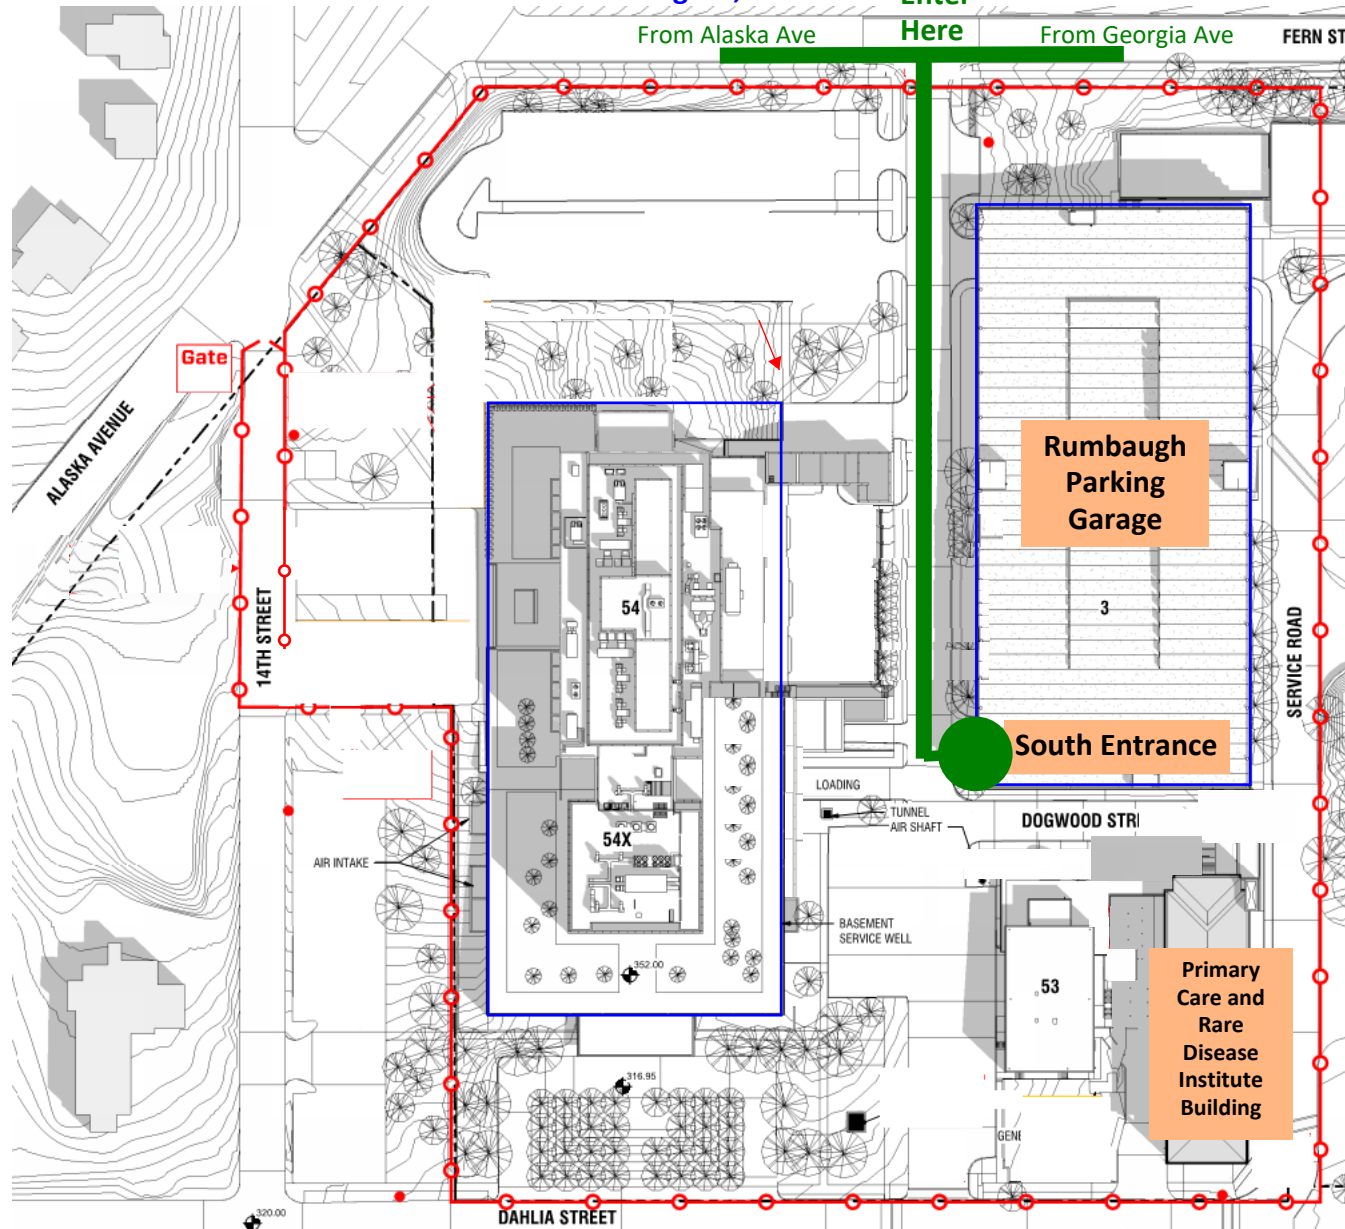 Enter
Here
From Alaska Ave
From Georgia Ave
FERN ST
Gate
ALASKA AVENUE
14TH STREET
Rumbaugh
Parking
Garage
3
54
SERVICE ROAD
South Entrance
LOADING
TUNNEL
AIR SHAFT
DOGWOOD STR
54X
AIR INTAKE
BASEMENT
SERVICE WELL
352.00
53
Primary
Care and
Rare
Disease
Institute
Building
316.95
GENE
320.00
DAHLIA STREET